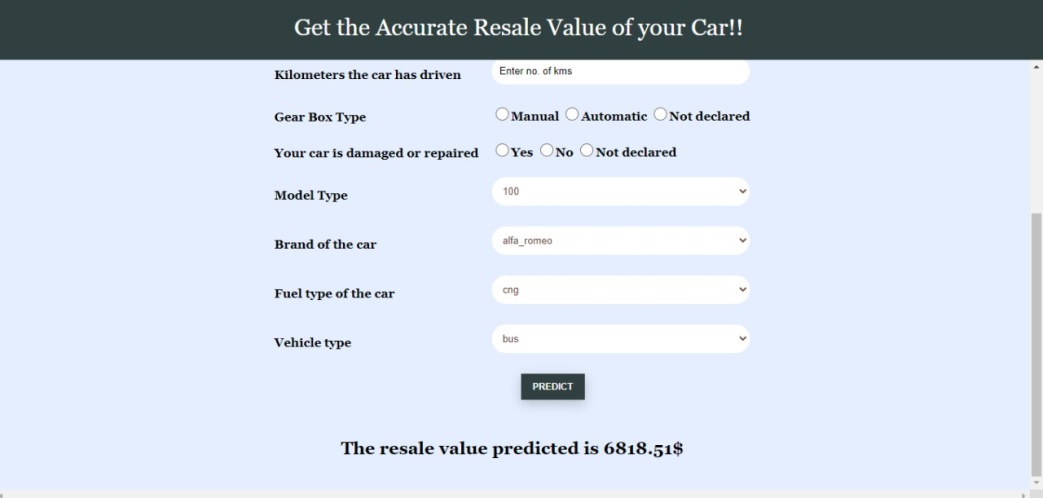 Get the Accurate Resale Value of your Car!!
Kilometers the car has driven Enter no. of kms
Gear Box Type Manual Automatic Not declared
Your car is damaged or repaired Yes No Not declared
Model Type 100
Brand of the car alfa_romeo
Fuel type of the car cng
Vehicle type bus
PREDICT
The resale value predicted is 6818.51$